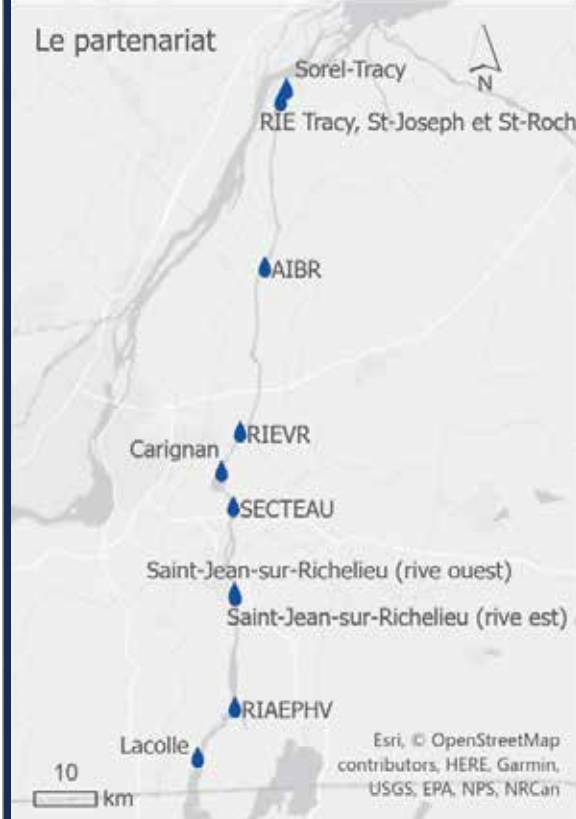 Le partenariat
N
Sorel-Tracy
RIE Tracy, St-Joseph et St-Roch
AIBR
RIEVR
Carignan
SECTEAU
Saint-Jean-sur-Richelieu (rive ouest)
Saint-Jean-sur-Richelieu (rive est)
RIAEPHV
Lacolle
Esri, © OpenStreetMap
contributors, HERE, Garmin,
USGS, EPA, NPS, NRCan
10
km